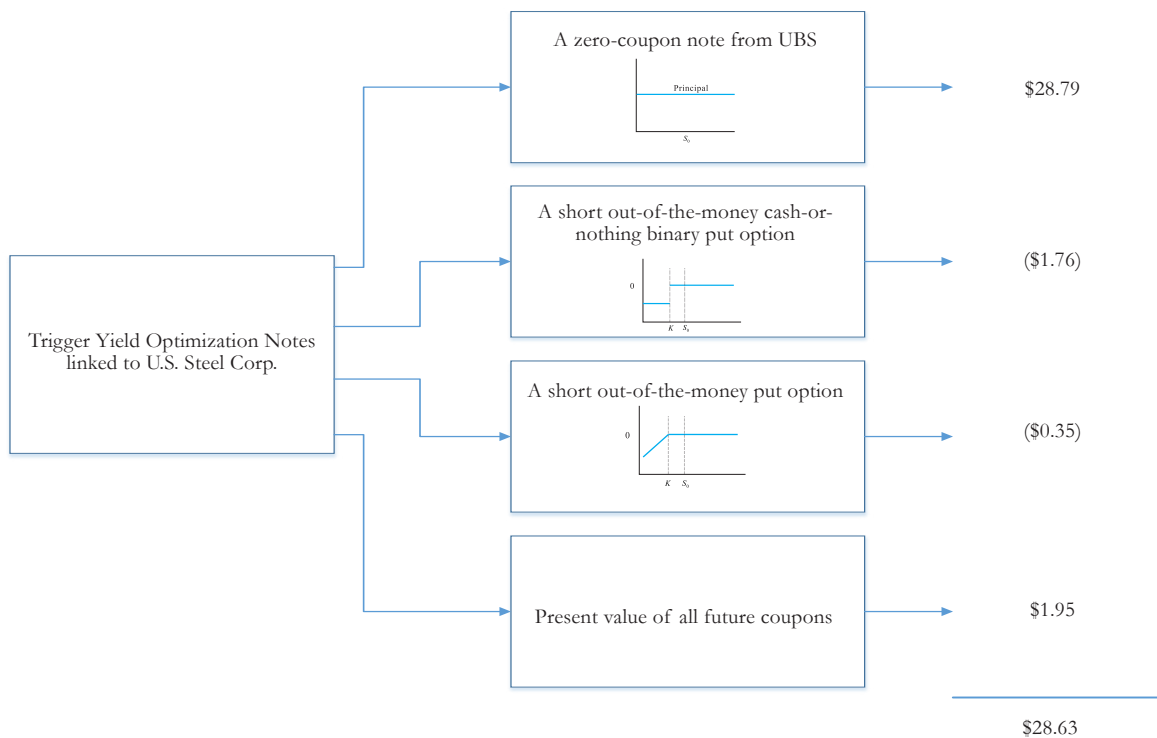 A zero-coupon note from UBS
Principal
S₀
$28.79
A short out-of-the-money cash-or-
nothing binary put option
0
K S₀
($1.76)
Trigger Yield Optimization Notes
linked to U.S. Steel Corp.
A short out-of-the-money put option
0
K S₀
($0.35)
Present value of all future coupons
$1.95
$28.63